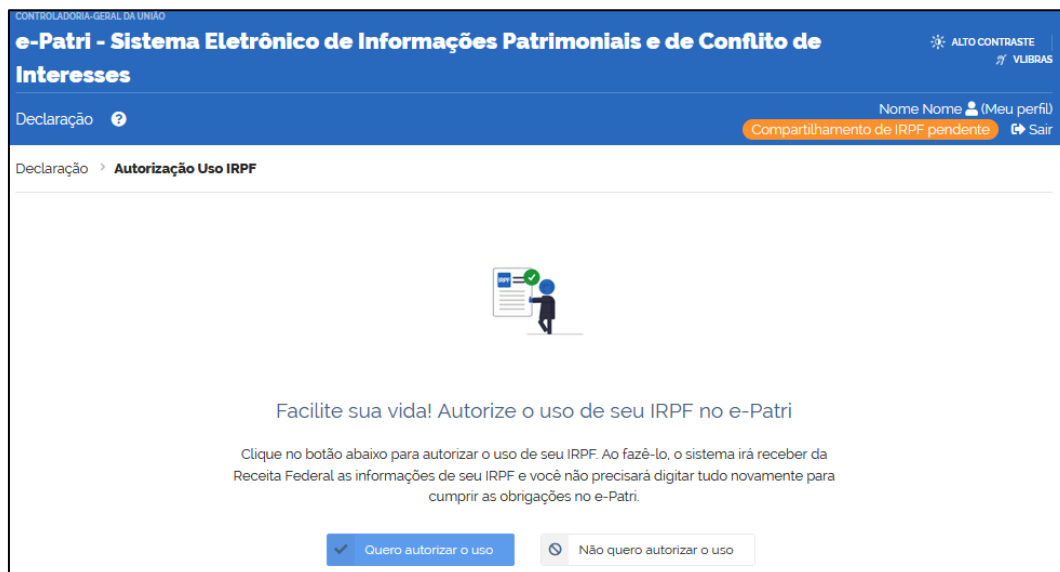 CONTROLADORIA-GERAL DA UNIÃO
e-Patri - Sistema Eletrônico de Informações Patrimoniais e de Conflito de
Interesses
ALTO CONTRASTE
VLIBRAS
Declaração ?
Nome Nome (Meu perfil)
Compartilhamento de IRPF pendente Sair
Declaração > Autorização Uso IRPF
IRPF
Facilite sua vida! Autorize o uso de seu IRPF no e-Patri
Clique no botão abaixo para autorizar o uso de seu IRPF. Ao fazê-lo, o sistema irá receber da
Receita Federal as informações de seu IRPF e você não precisará digitar tudo novamente para
cumprir as obrigações no e-Patri.
Quero autorizar o uso
Não quero autorizar o uso